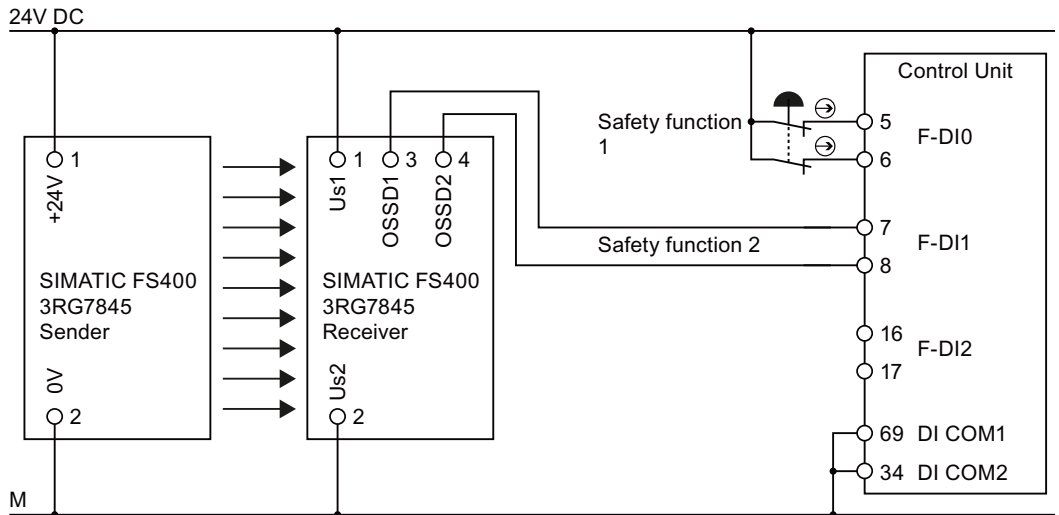 24V DC
Control Unit
Safety function
1
5
F-DI0
6
1
+24V
1
Us1
3
OSSD1
4
OSSD2
7
F-DI1
Safety function 2
8
SIMATIC FS400
3RG7845
Sender
SIMATIC FS400
3RG7845
Receiver
16
F-DI2
17
0V
2
Us2
2
69 DI COM1
34 DI COM2
M